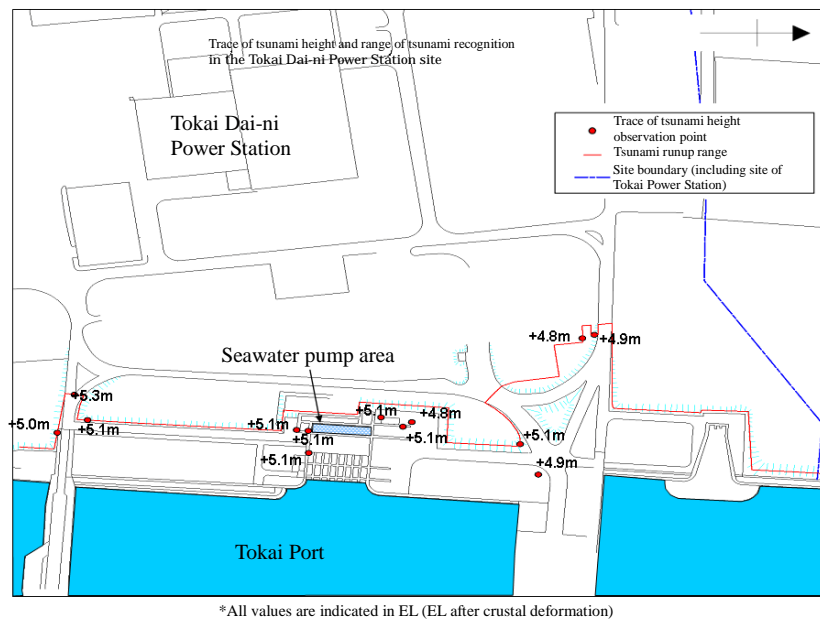 Trace of tsunami height and range of tsunami recognition
in the Tokai Dai-ni Power Station site
Tokai Dai-ni
Power Station
Trace of tsunami height
observation point
Tsunami runup range
Site boundary (including site of
Tokai Power Station)
+4.8m
+4.9m
Seawater pump area
+5.3m
+5.0m
+5.1m
+5.1m
+5.1m
+5.1m
+4.8m
+5.1m
+5.1m
+5.1m
+4.9m
Tokai Port
*All values are indicated in EL (EL after crustal deformation)